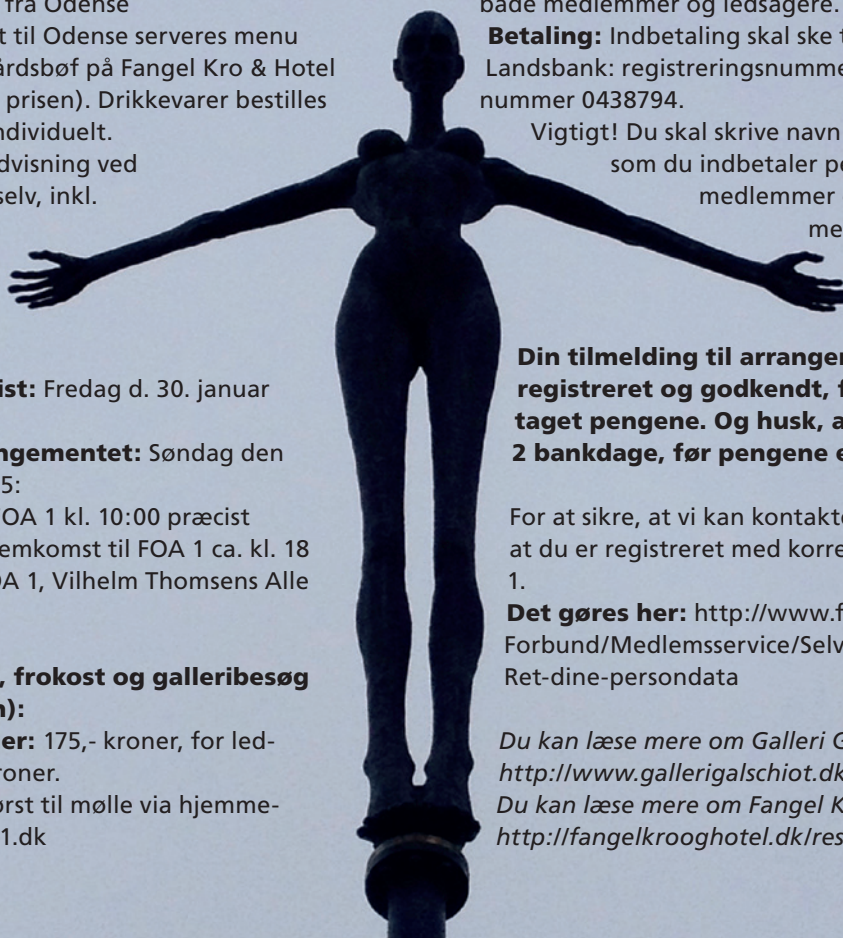 fra Odense
t til Odense serveres menu
årdsbøf på Fangel Kro & Hotel
prisen). Drikkevarer bestilles
ndividuelt.
dvisning ved
selv, inkl.
ist: Fredag d. 30. januar
ngementet: Søndag den
5:
OA 1 kl. 10:00 præcist
emkomst til FOA 1 ca. kl. 18
OA 1, Vilhelm Thomsens Alle
, frokost og galleribesøg
n):
er: 175,- kroner, for led-
roner.
ørst til mølle via hjemme-
1.dk
både medlemmer og ledsagere.
Betaling: Indbetaling skal ske
Landsbank: registreringsnumme
nummer 0438794.
Vigtigt! Du skal skrive navn
som du indbetaler pe
medlemmer
me
Din tilmelding til arranger
registreret og godkendt, f
taget pengene. Og husk, a
2 bankdage, før pengene e
For at sikre, at vi kan kontakte
at du er registreret med korre
1.
Det gøres her: http://www.f
Forbund/Medlemsservice/Selv
Ret-dine-persondata
Du kan læse mere om Galleri G
http://www.gallerigalschiot.dk
Du kan læse mere om Fangel K
http://fangelkrooghotel.dk/res